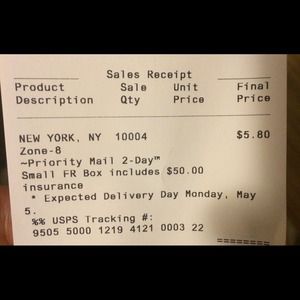 Sales Receipt
Product Sale Unit Final
Description Qty Price Price
NEW YORK, NY 10004 $5.80
Zone-8
~Priority Mail 2-Day™
Small FR Box includes $50.00
insurance
* Expected Delivery Day Monday, May
5.
%% USPS Tracking #:
9505 5000 1219 4121 0003 22
========